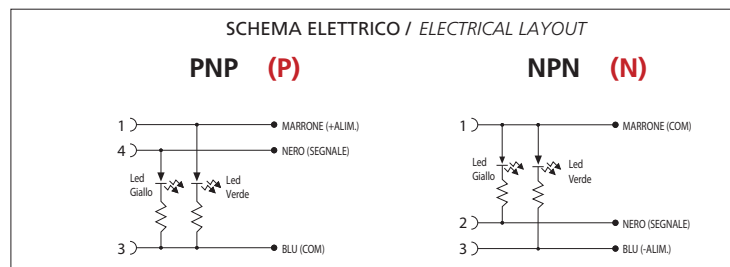 SCHEMA ELETTRICO / ELECTRICAL LAYOUT
PNP (P)
1 MARRONE (+ALIM.)
4 NERO (SEGNALE)
Led Giallo
Led Verde
3 BLU (COM)
NPN (N)
1 MARRONE (COM)
Led Giallo
Led Verde
2 NERO (SEGNALE)
3 BLU (-ALIM.)